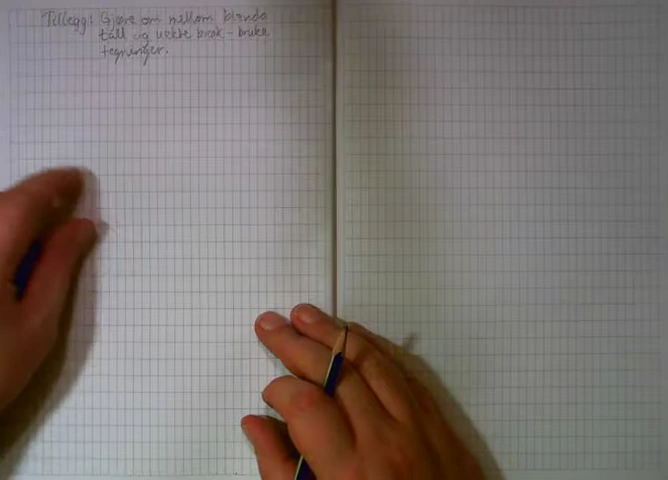 Tillegg: Gjøre om mellom blanda
tall og uekte brøk - bruke
tegninger.